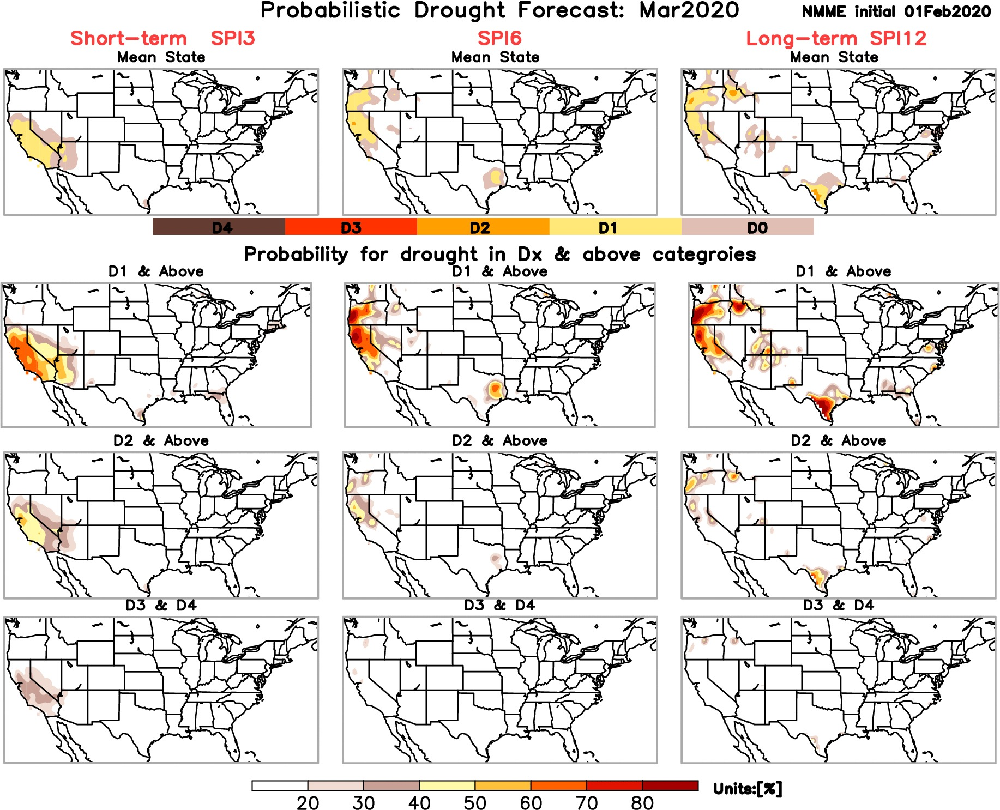 Probabilistic Drought Forecast: Mar2020 NMME initial 01Feb2020
Short-term SPI3 SPI6 Long-term SPI12
Mean State Mean State Mean State
D4 D3 D2 D1 D0
Probability for drought in Dx & above categroies
D1 & Above D1 & Above D1 & Above
D2 & Above D2 & Above D2 & Above
D3 & D4 D3 & D4 D3 & D4
20 30 40 50 60 70 80 Units:[%]